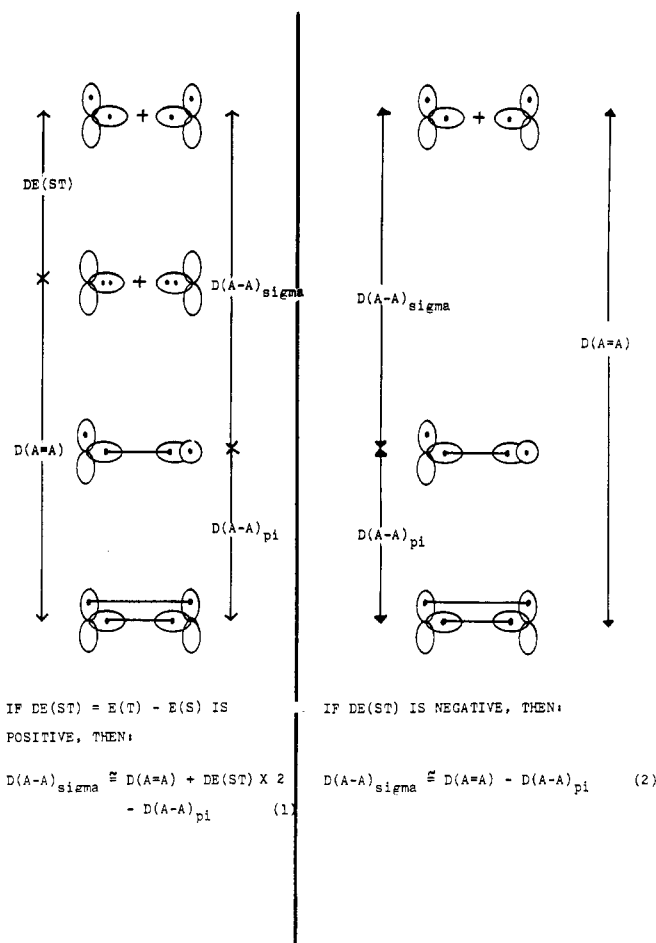 DE(ST)
D(A-A)sigma
D(A=A)
D(A-A)pi
D(A-A)sigma
D(A=A)
D(A-A)pi
IF DE(ST) = E(T) - E(S) IS
POSITIVE, THEN:
D(A-A)sigma ≅ D(A=A) + DE(ST) X 2
- D(A-A)pi (1)
IF DE(ST) IS NEGATIVE, THEN:
D(A-A)sigma ≅ D(A=A) - D(A-A)pi (2)